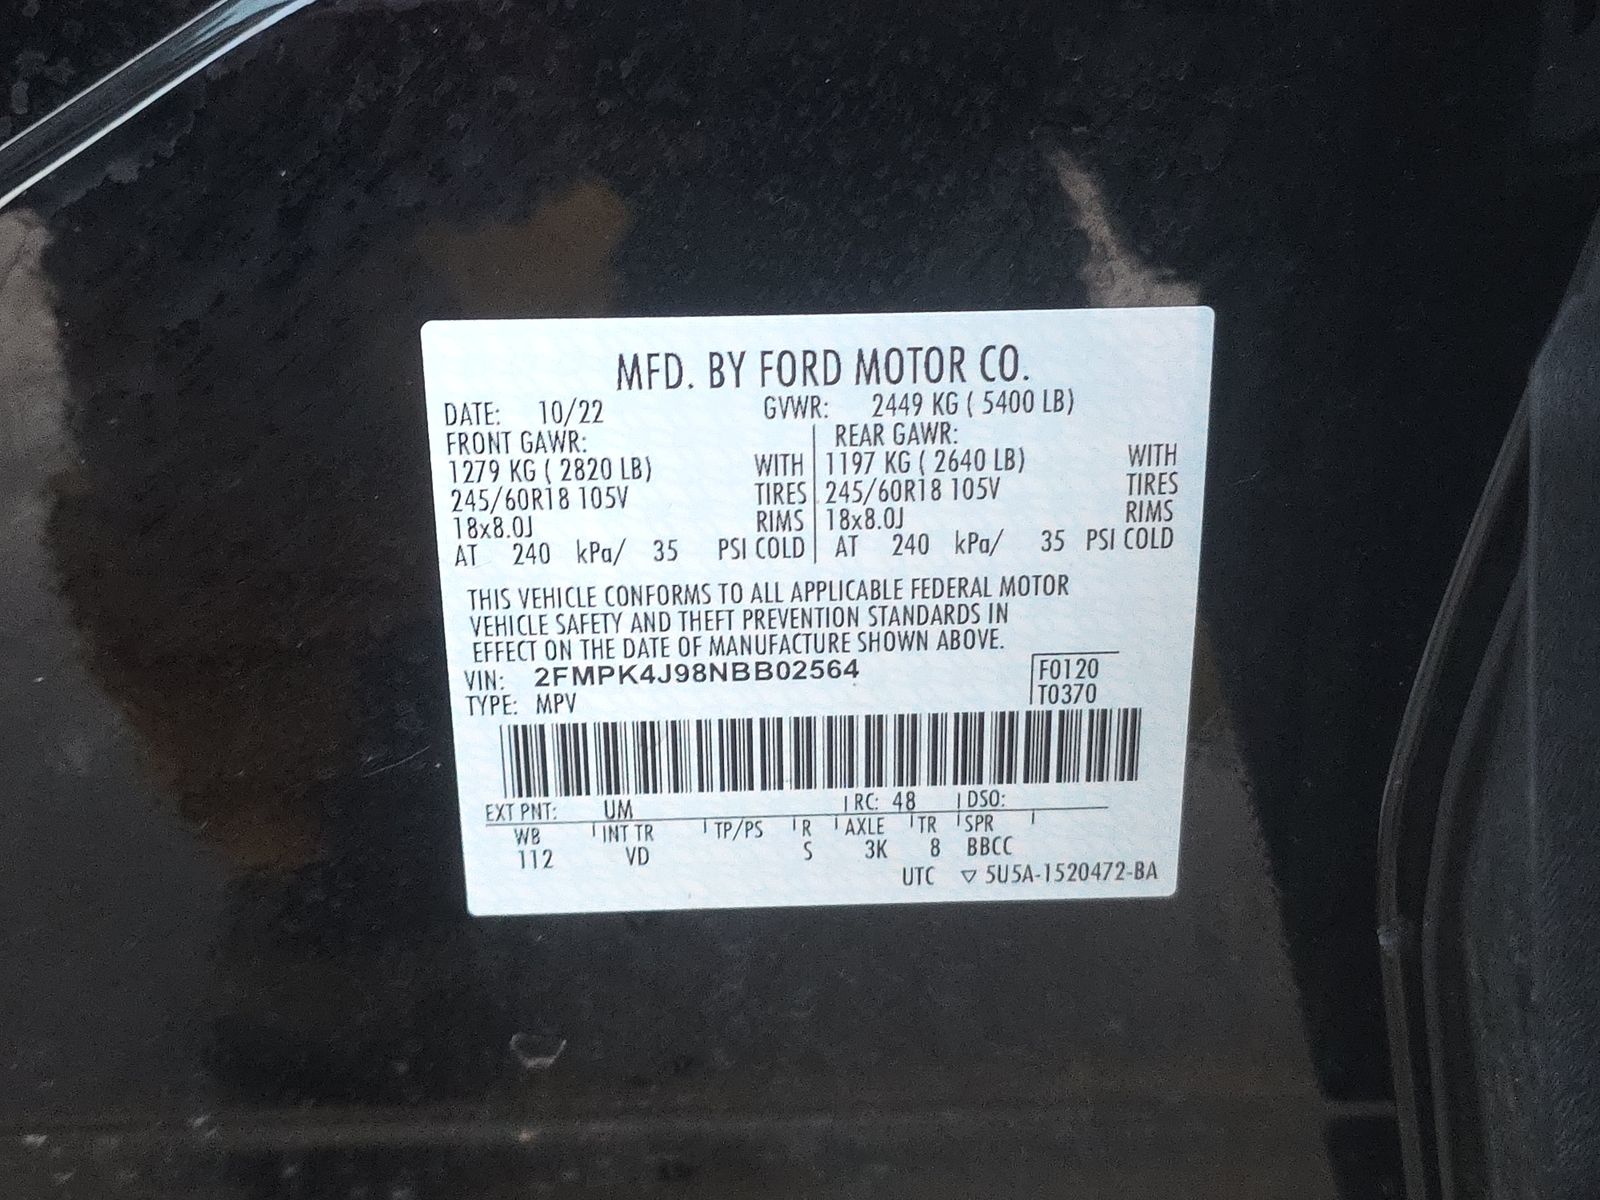 MFD. BY FORD MOTOR CO.
DATE: 10/22 GVWR: 2449 KG ( 5400 LB)
FRONT GAWR: REAR GAWR:
1279 KG ( 2820 LB) WITH 1197 KG ( 2640 LB) WITH
245/60R18 105V TIRES 245/60R18 105V TIRES
18x8.0J RIMS 18x8.0J RIMS
AT 240 kPa/ 35 PSI COLD AT 240 kPa/ 35 PSI COLD
THIS VEHICLE CONFORMS TO ALL APPLICABLE FEDERAL MOTOR
VEHICLE SAFETY AND THEFT PREVENTION STANDARDS IN
EFFECT ON THE DATE OF MANUFACTURE SHOWN ABOVE.
VIN: 2FMPK4J98NBB02564 F0120
TYPE: MPV T0370
EXT PNT: UM RC: 48 DSO:
WB INT TR TP/PS R AXLE TR SPR
112 VD S 3K 8 BBCC
UTC ▽ 5U5A-1520472-BA